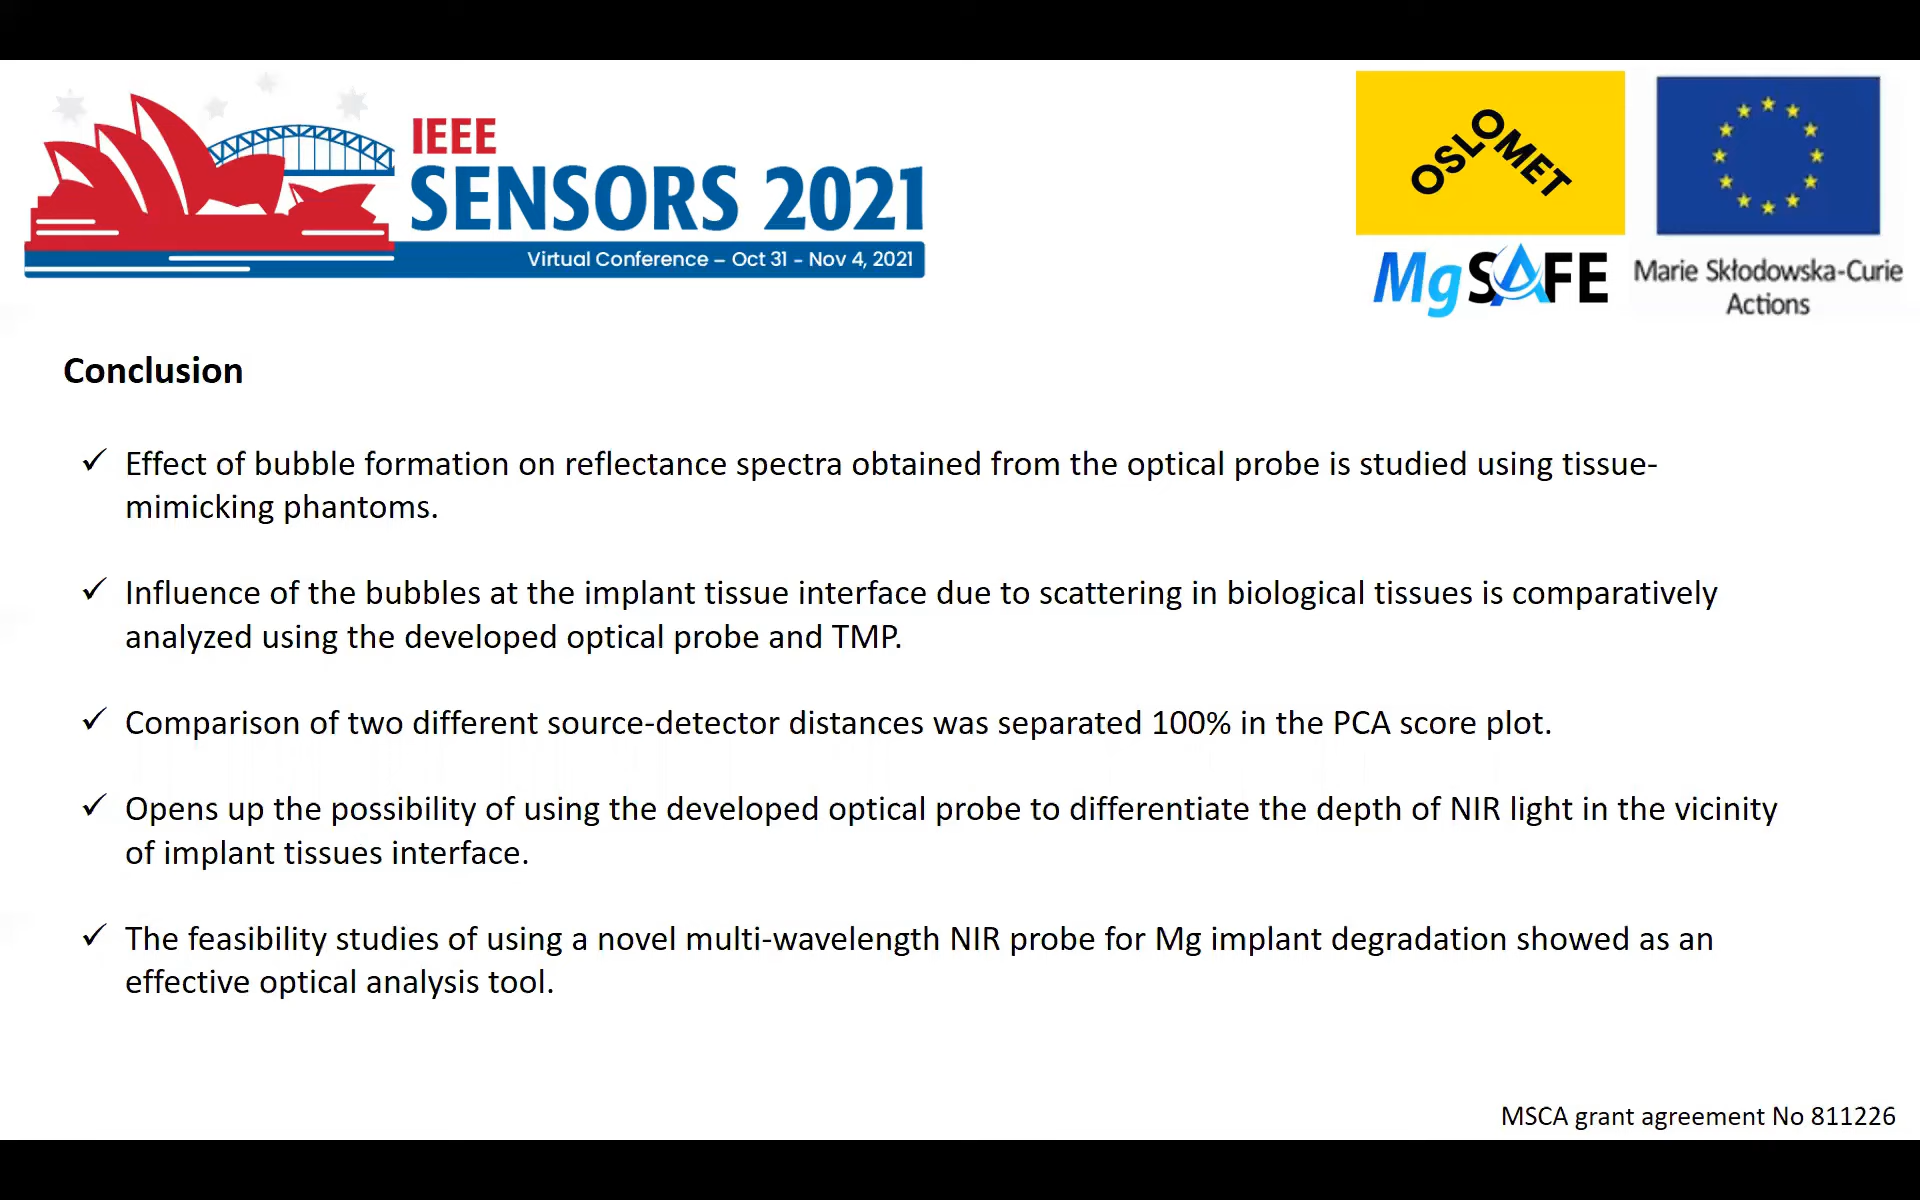 IEEE
SENSORS 2021
Virtual Conference – Oct 31 – Nov 4, 2021
OSLOMET
MgSAFE
Marie Skłodowska-Curie
Actions
Conclusion
✓ Effect of bubble formation on reflectance spectra obtained from the optical probe is studied using tissue-
mimicking phantoms.
✓ Influence of the bubbles at the implant tissue interface due to scattering in biological tissues is comparatively
analyzed using the developed optical probe and TMP.
✓ Comparison of two different source-detector distances was separated 100% in the PCA score plot.
✓ Opens up the possibility of using the developed optical probe to differentiate the depth of NIR light in the vicinity
of implant tissues interface.
✓ The feasibility studies of using a novel multi-wavelength NIR probe for Mg implant degradation showed as an
effective optical analysis tool.
MSCA grant agreement No 811226